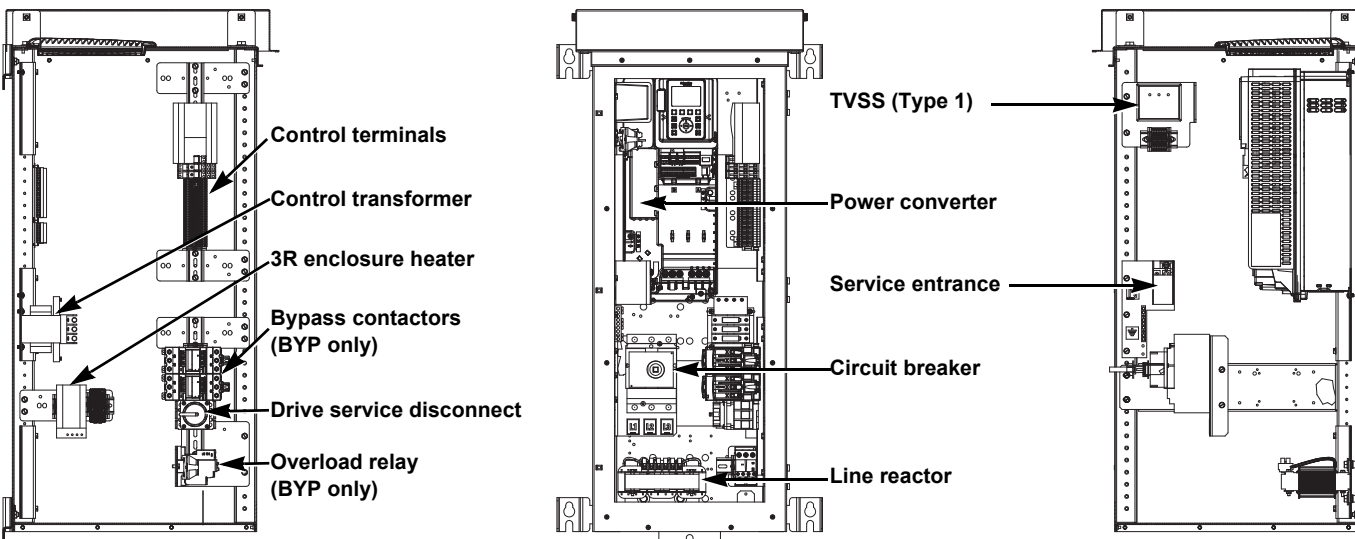 Control terminals
Control transformer
3R enclosure heater
Bypass contactors
(BYP only)
Drive service disconnect
Overload relay
(BYP only)
TVSS (Type 1)
Power converter
Service entrance
Circuit breaker
Line reactor